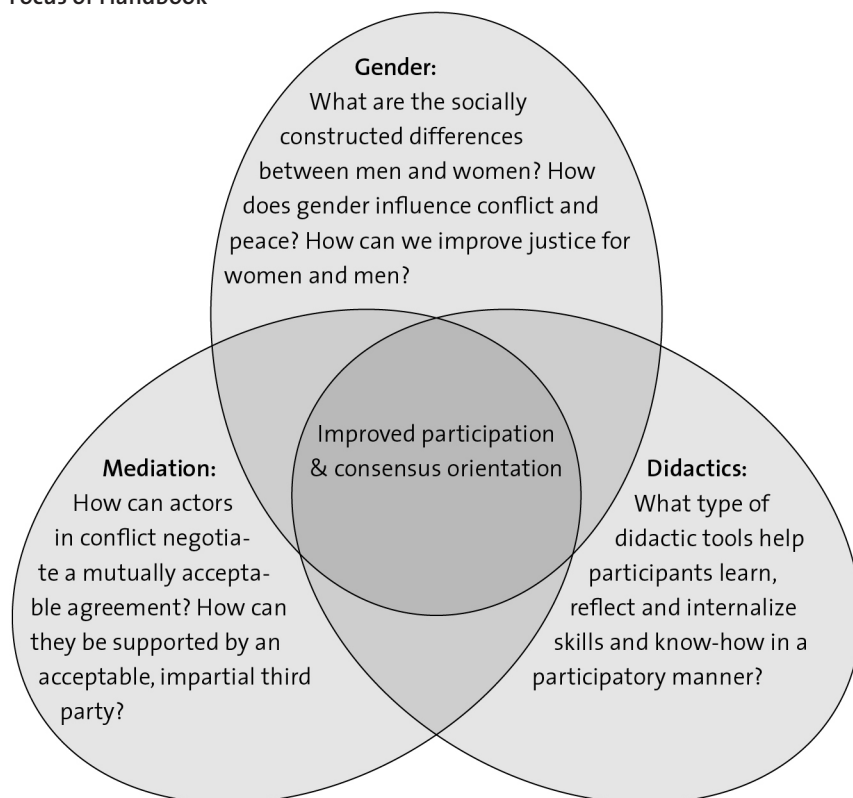 Focus of Handbook
Gender:
What are the socially
constructed differences
between men and women? How
does gender influence conflict and
peace? How can we improve justice for
women and men?
Improved participation
& consensus orientation
Mediation:
How can actors
in conflict negotia-
te a mutually accepta-
ble agreement? How can
they be supported by an
acceptable, impartial third
party?
Didactics:
What type of
didactic tools help
participants learn,
reflect and internalize
skills and know-how in a
participatory manner?